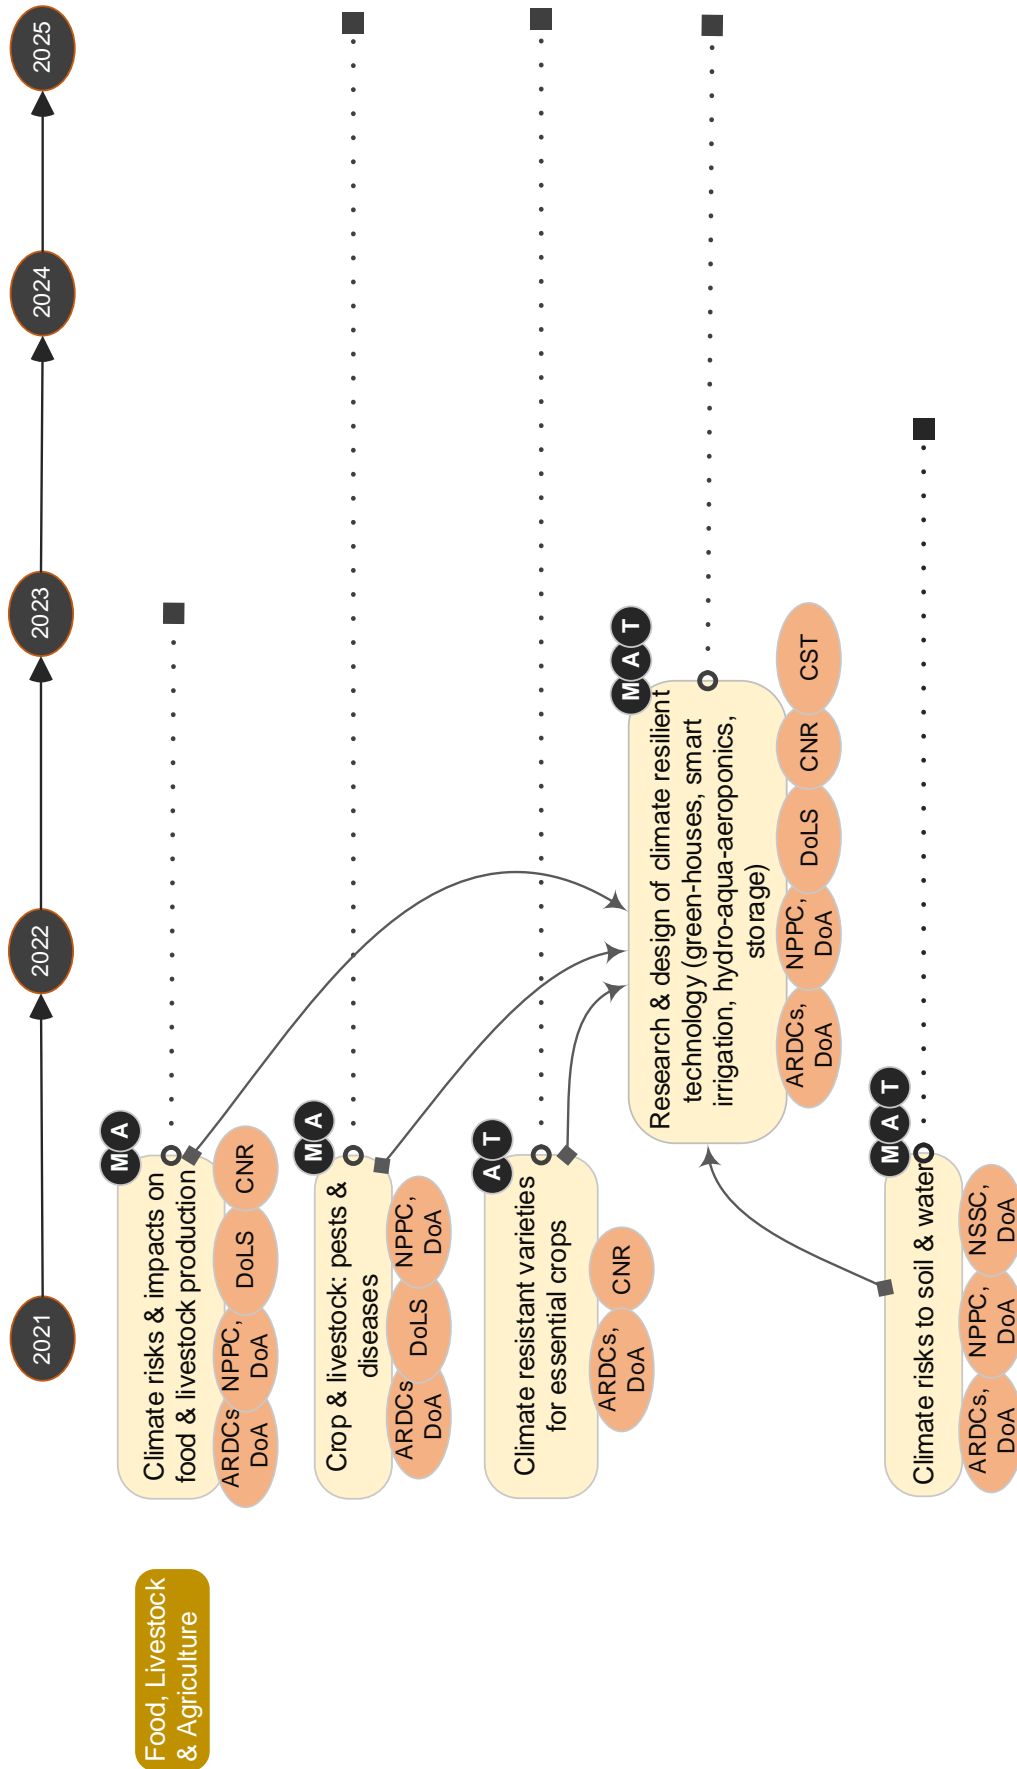 2021
2022
2023
2024
2025
Food, Livestock
& Agriculture
Climate risks & impacts on
food & livestock production
M
A
ARDCs
DoA
NPPC,
DoA
DoLS
CNR
Crop & livestock: pests &
diseases
M
A
ARDCs
DoA
DoLS
NPPC,
DoA
Climate resistant varieties
for essential crops
A
T
ARDCs,
DoA
CNR
Research & design of climate resilient
technology (green-houses, smart
irrigation, hydro-aqua-aeroponics,
storage)
M
A
T
ARDCs,
DoA
NPPC,
DoA
DoLS
CNR
CST
Climate risks to soil & water
M
A
T
ARDCs,
DoA
NPPC,
DoA
NSSC,
DoA